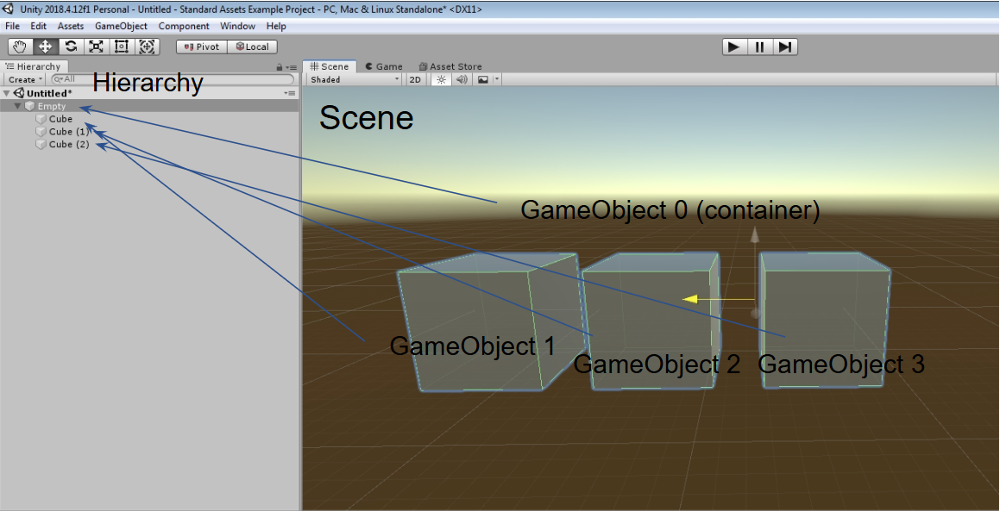 Unity 2018.4.12f1 Personal - Untitled - Standard Assets Example Project - PC, Mac & Linux Standalone* <DX11>
File Edit Assets GameObject Component Window Help
Pivot Local
Hierarchy
Scene Game Asset Store
Create All
Shaded 2D
Hierarchy
Untitled*
Empty
Cube
Cube (1)
Cube (2)
Scene
GameObject 0 (container)
GameObject 1
GameObject 2
GameObject 3